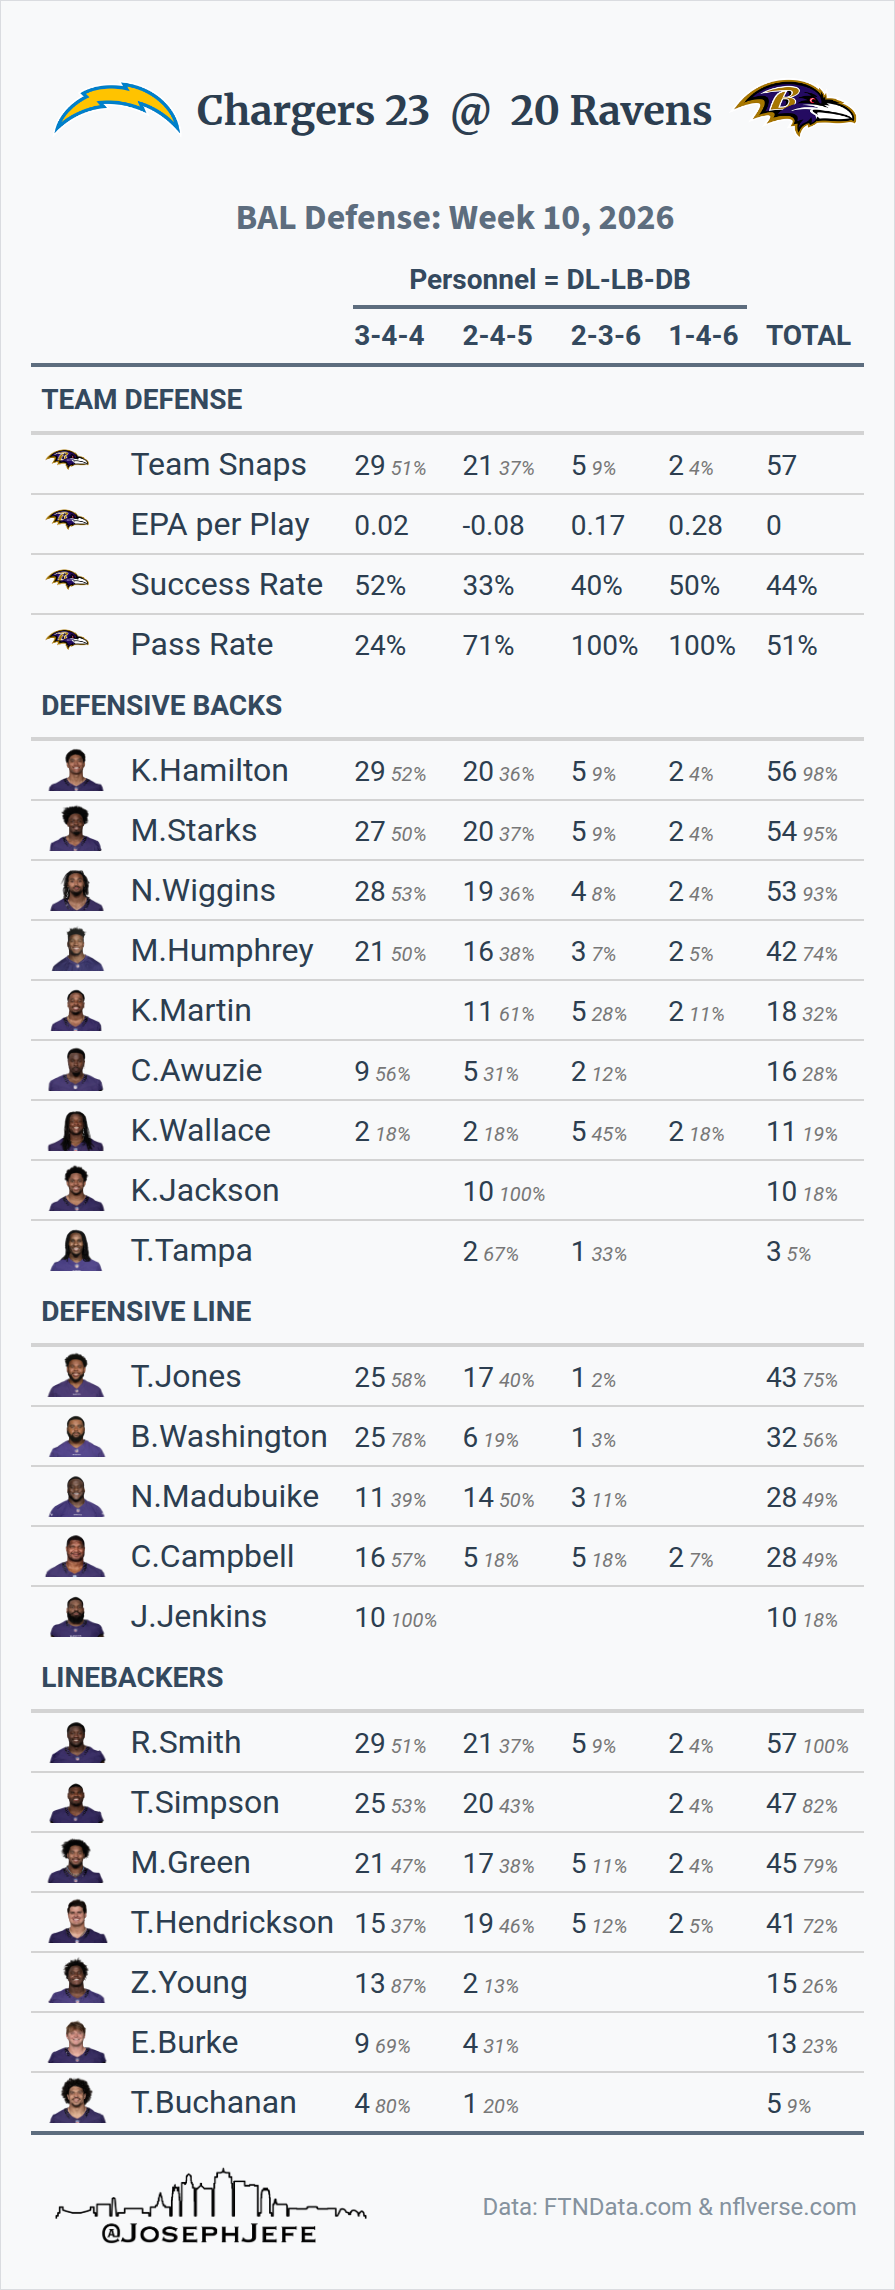 Chargers 23 @ 20 Ravens
BAL Defense: Week 10, 2026
Personnel = DL-LB-DB
3-4-4 2-4-5 2-3-6 1-4-6 TOTAL
TEAM DEFENSE
Team Snaps 29 51% 21 37% 5 9% 2 4% 57
EPA per Play 0.02 -0.08 0.17 0.28 0
Success Rate 52% 33% 40% 50% 44%
Pass Rate 24% 71% 100% 100% 51%
DEFENSIVE BACKS
K.Hamilton 29 52% 20 36% 5 9% 2 4% 56 98%
M.Starks 27 50% 20 37% 5 9% 2 4% 54 95%
N.Wiggins 28 53% 19 36% 4 8% 2 4% 53 93%
M.Humphrey 21 50% 16 38% 3 7% 2 5% 42 74%
K.Martin 11 61% 5 28% 2 11% 18 32%
C.Awuzie 9 56% 5 31% 2 12% 16 28%
K.Wallace 2 18% 2 18% 5 45% 2 18% 11 19%
K.Jackson 10 100% 10 18%
T.Tampa 2 67% 1 33% 3 5%
DEFENSIVE LINE
T.Jones 25 58% 17 40% 1 2% 43 75%
B.Washington 25 78% 6 19% 1 3% 32 56%
N.Madubuike 11 39% 14 50% 3 11% 28 49%
C.Campbell 16 57% 5 18% 5 18% 2 7% 28 49%
J.Jenkins 10 100% 10 18%
LINEBACKERS
R.Smith 29 51% 21 37% 5 9% 2 4% 57 100%
T.Simpson 25 53% 20 43% 2 4% 47 82%
M.Green 21 47% 17 38% 5 11% 2 4% 45 79%
T.Hendrickson 15 37% 19 46% 5 12% 2 5% 41 72%
Z.Young 13 87% 2 13% 15 26%
E.Burke 9 69% 4 31% 13 23%
T.Buchanan 4 80% 1 20% 5 9%
@JOSEPHJEFE
Data: FTNData.com & nflverse.com